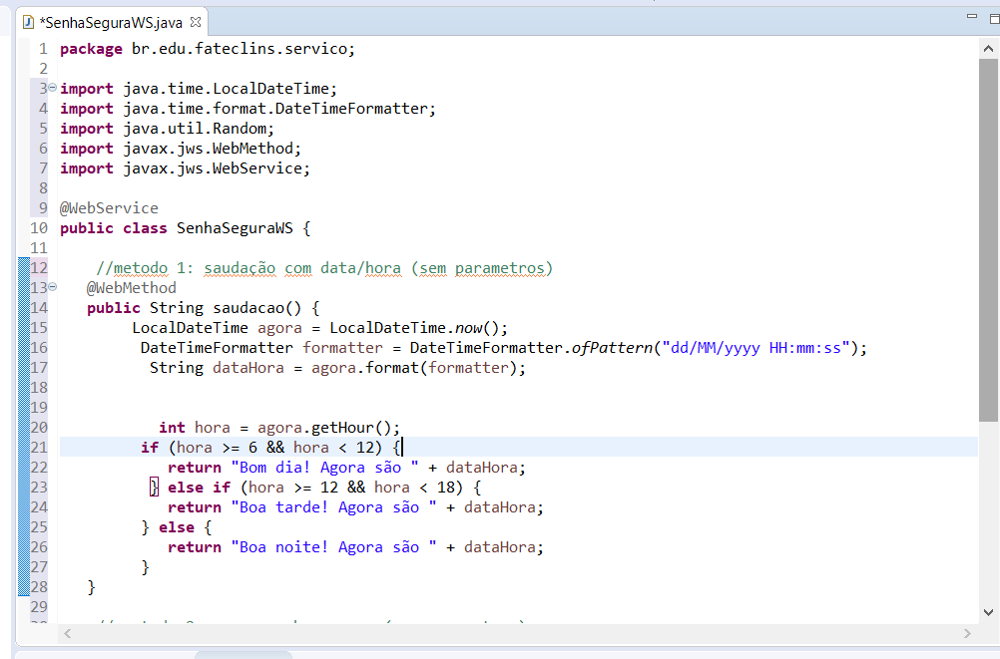 *SenhaSeguraWS.java
1 package br.edu.fateclins.servico;
2
3 import java.time.LocalDateTime;
4 import java.time.format.DateTimeFormatter;
5 import java.util.Random;
6 import javax.jws.WebMethod;
7 import javax.jws.WebService;
8
9 @WebService
10 public class SenhaSeguraWS {
11
12 //metodo 1: saudação com data/hora (sem parametros)
13 @WebMethod
14 public String saudacao() {
15 LocalDateTime agora = LocalDateTime.now();
16 DateTimeFormatter formatter = DateTimeFormatter.ofPattern("dd/MM/yyyy HH:mm:ss");
17 String dataHora = agora.format(formatter);
18
19
20 int hora = agora.getHour();
21 if (hora >= 6 && hora < 12) {
22 return "Bom dia! Agora são " + dataHora;
23 } else if (hora >= 12 && hora < 18) {
24 return "Boa tarde! Agora são " + dataHora;
25 } else {
26 return "Boa noite! Agora são " + dataHora;
27 }
28 }
29